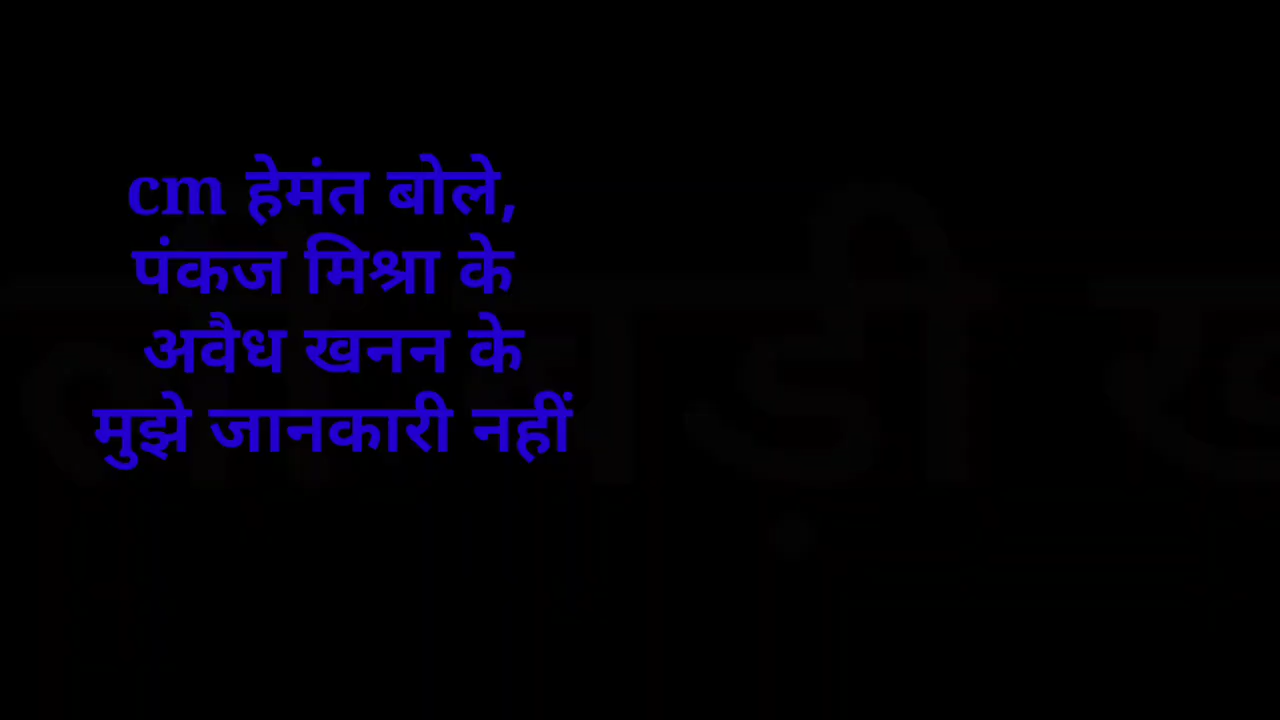 cm हेमंत बोले,
पंकज मिश्रा के
अवैध खनन के
मुझे जानकारी नहीं